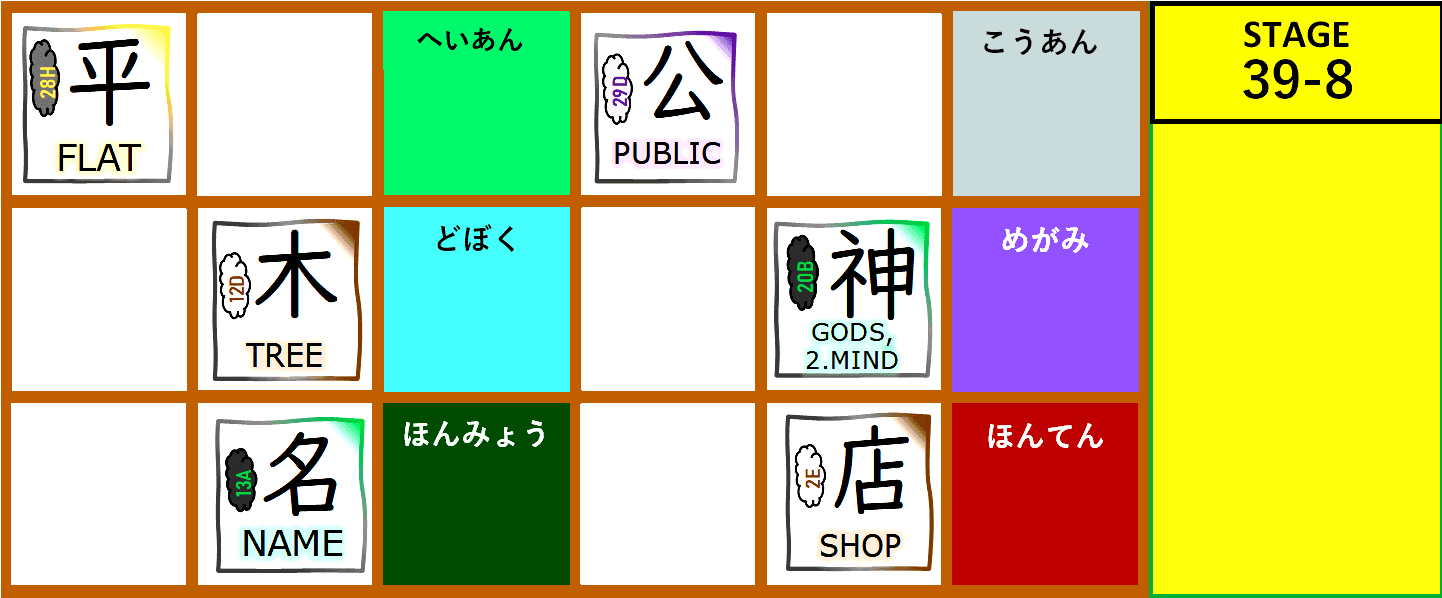 28H
平
FLAT
へいあん
29D
公
PUBLIC
こうあん
STAGE
39-8
12D
木
TREE
どぼく
20B
神
GODS,
2.MIND
めがみ
13A
名
NAME
ほんみょう
2E
店
SHOP
ほんてん